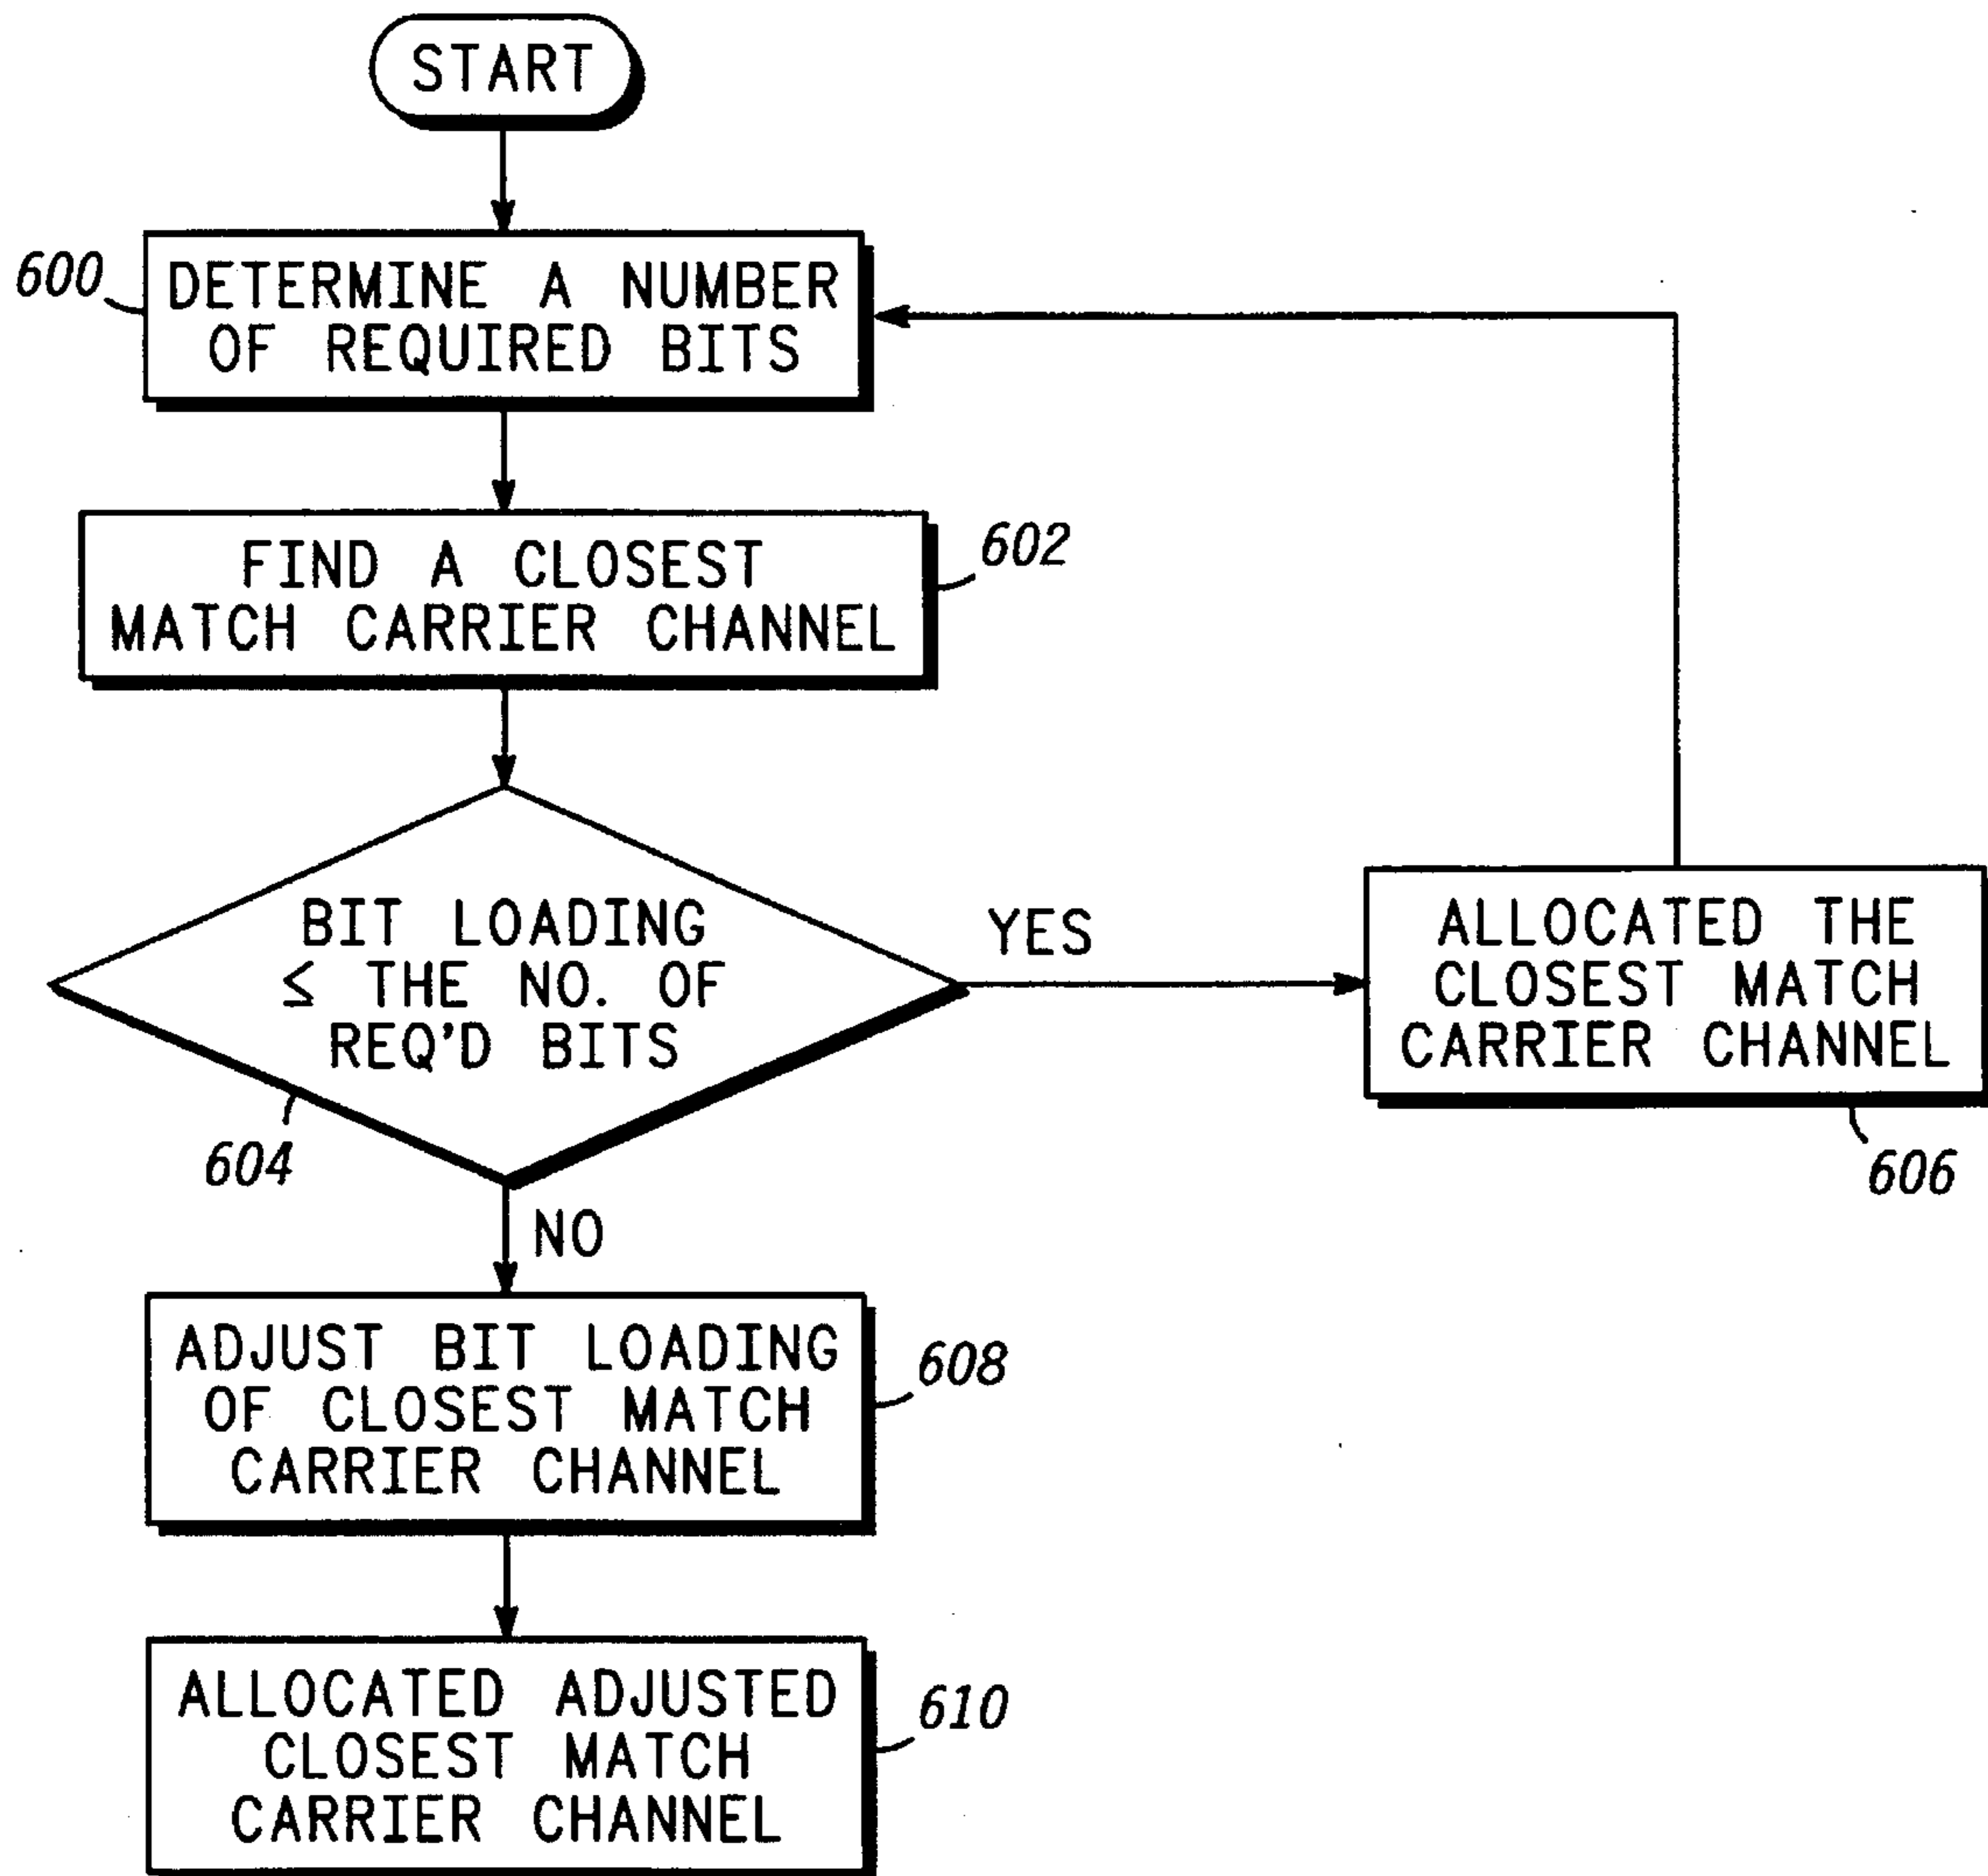 START
600
DETERMINE A NUMBER
OF REQUIRED BITS
FIND A CLOSEST
MATCH CARRIER CHANNEL
602
BIT LOADING
≤ THE NO. OF
REQ'D BITS
604
YES
ALLOCATED THE
CLOSEST MATCH
CARRIER CHANNEL
606
NO
ADJUST BIT LOADING
OF CLOSEST MATCH
CARRIER CHANNEL
608
ALLOCATED ADJUSTED
CLOSEST MATCH
CARRIER CHANNEL
610